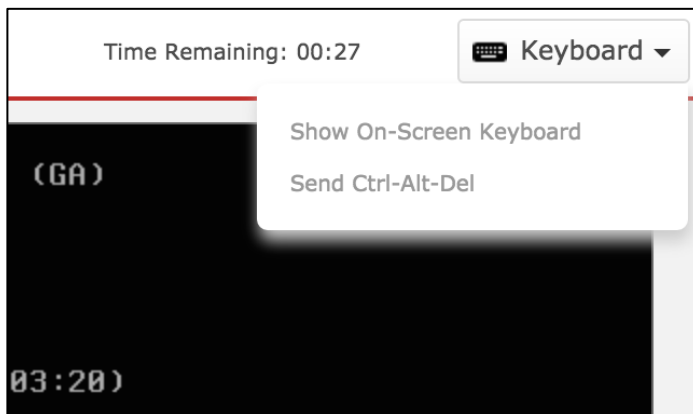 Time Remaining: 00:27
Keyboard
Show On-Screen Keyboard
(GA)
Send Ctrl-Alt-Del
03:20)